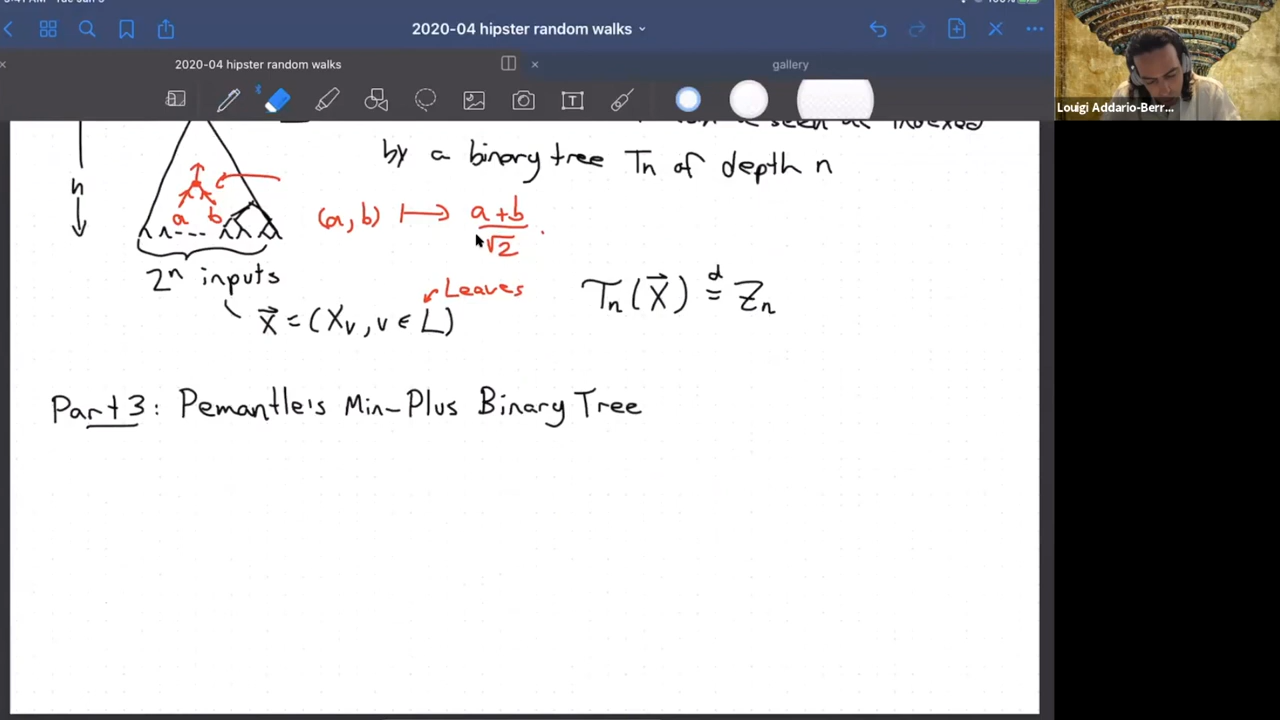 2020-04 hipster random walks
2020-04 hipster random walks
gallery
Louigi Addario-Berr...
indexed
by a binary tree Tn of depth n
n
a b
(a, b) ⟼ a+b / √2 .
2ⁿ inputs
Leaves
X⃗ = (Xᵥ, v ∈ L)
Tₙ(X⃗) d= Zₙ
Part 3: Pemantle's Min-Plus Binary Tree